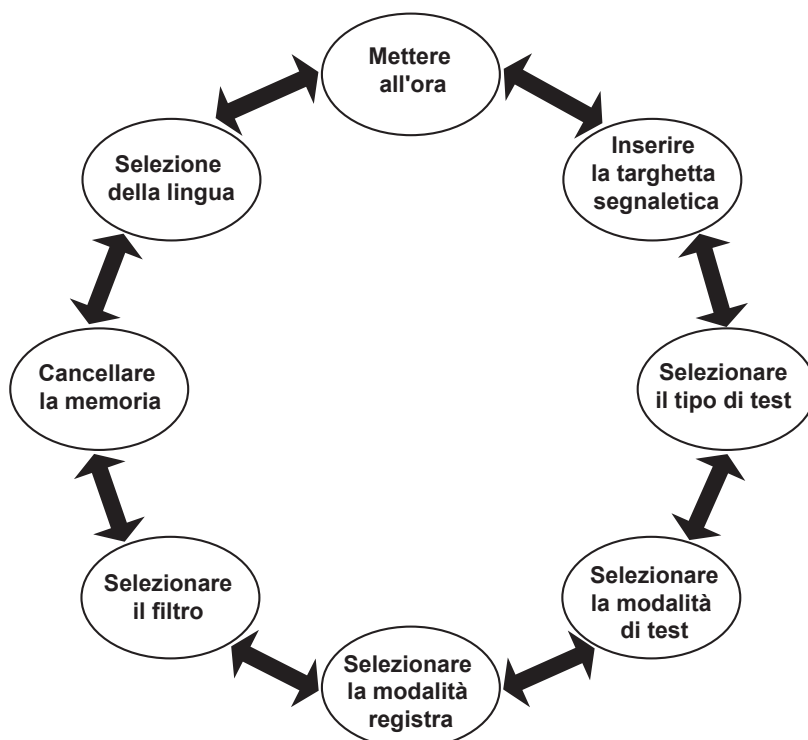 Mettere
all'ora
Inserire
la targhetta
segnaletica
Selezionare
il tipo di test
Selezionare
la modalità
di test
Selezionare
la modalità
registra
Selezionare
il filtro
Cancellare
la memoria
Selezione
della lingua